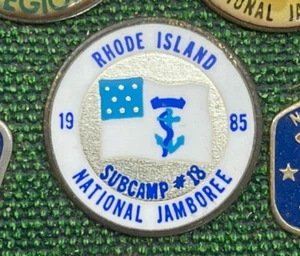 RHODE ISLAND
19 85
SUBCAMP #18
NATIONAL JAMBOREE